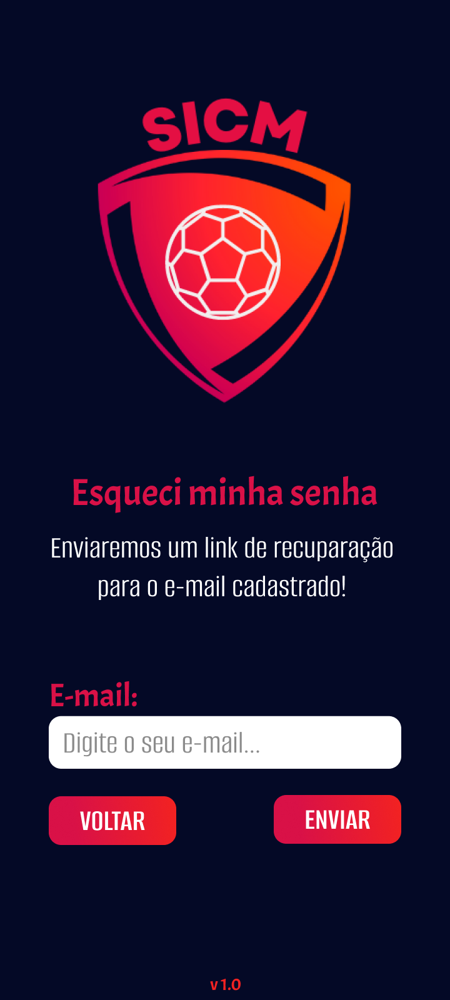 SICM
Esqueci minha senha
Enviaremos um link de recuparação
para o e-mail cadastrado!
E-mail:
Digite o seu e-mail...
VOLTAR
ENVIAR
v 1.0